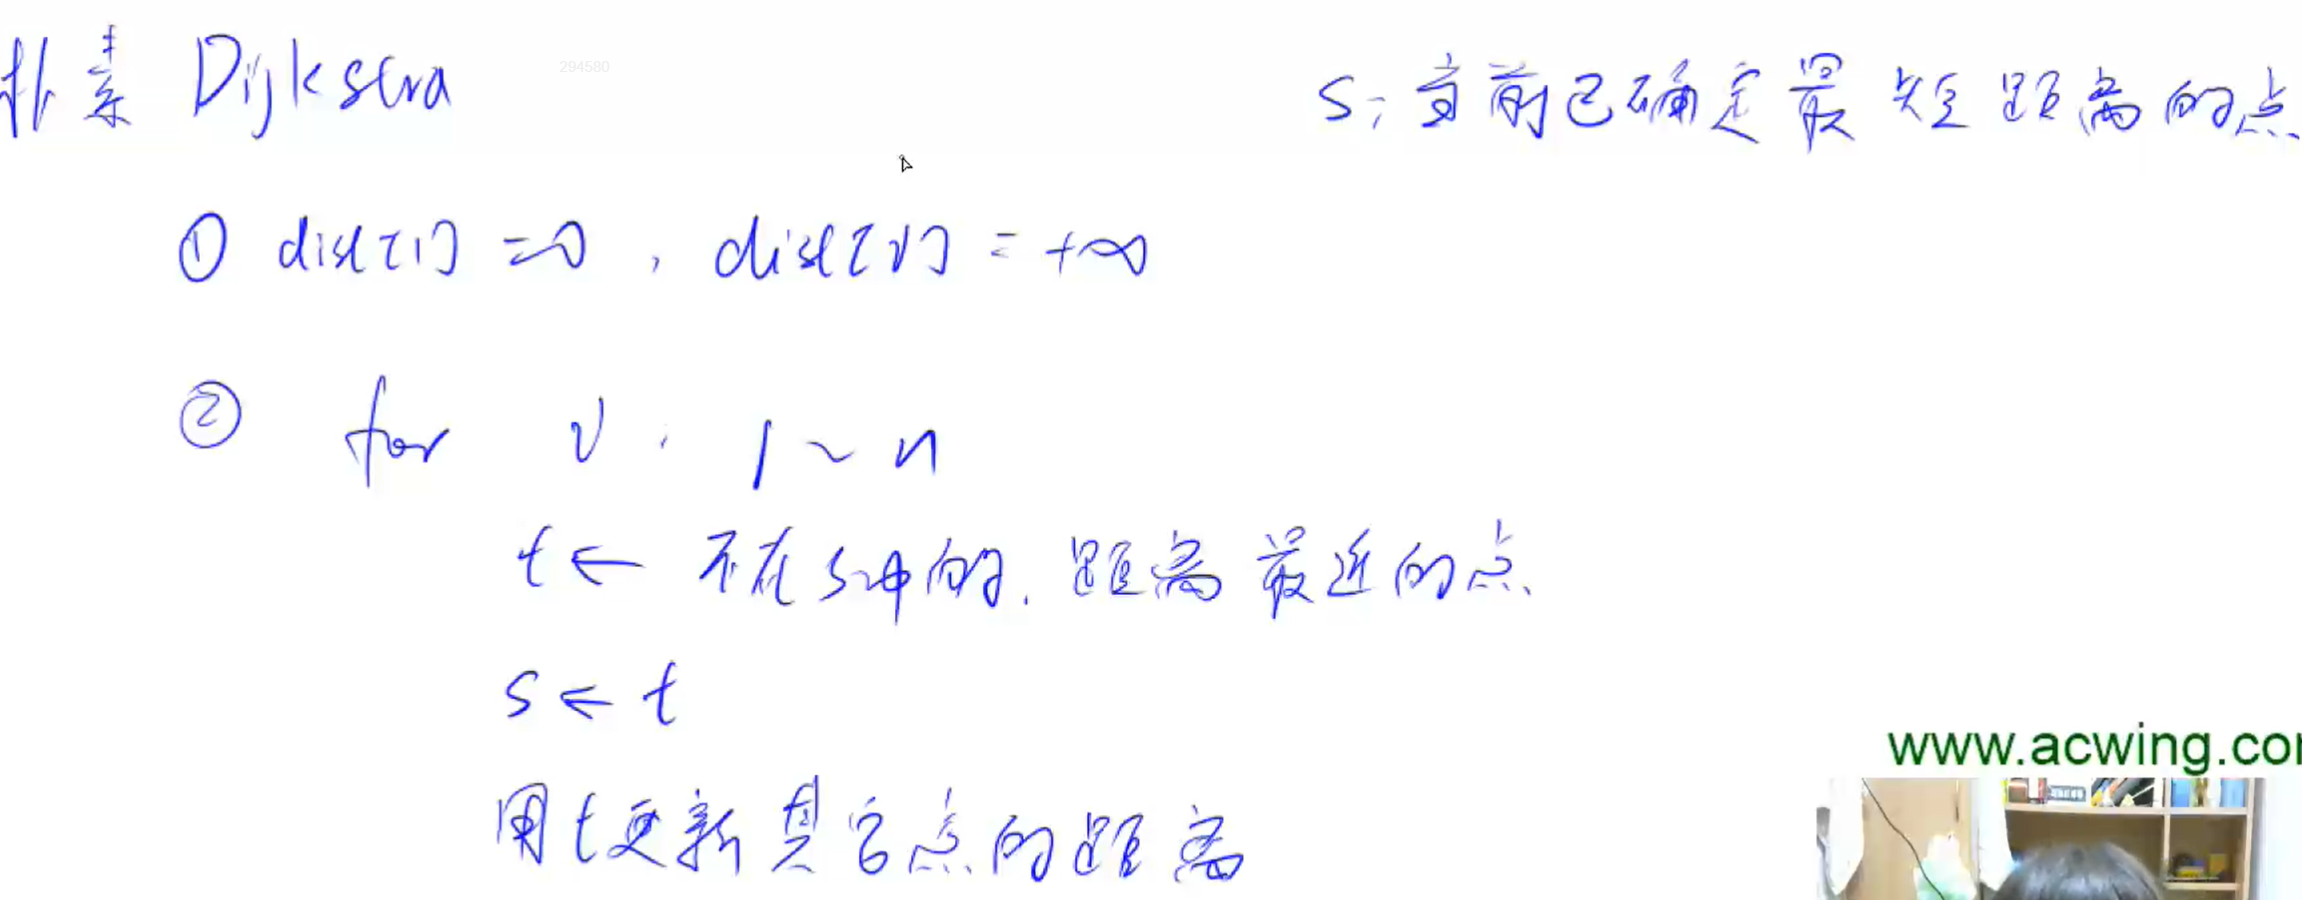 朴素 Dijkstra
294580
s:当前已确定最短距离的点
① dist[1] = 0, dist[v] = +∞
② for v: 1 ~ n
t ← 不在s中的,距离最近的点
s ← t
用t更新其它点的距离
www.acwing.co